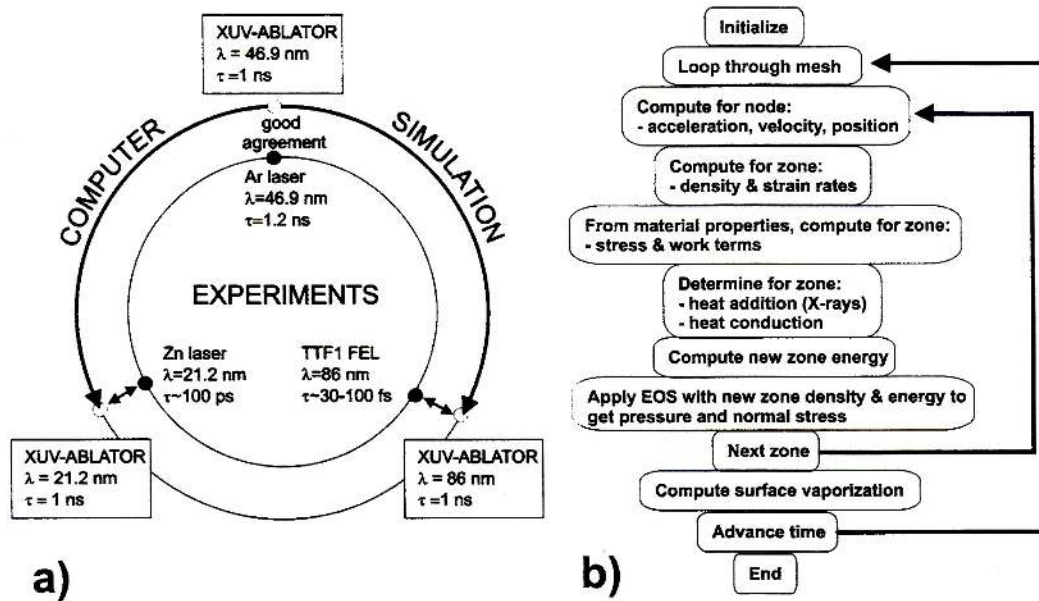 XUV-ABLATOR
λ = 46.9 nm
τ =1 ns
COMPUTER
SIMULATION
good
agreement
Ar laser
λ=46.9 nm
τ=1.2 ns
EXPERIMENTS
Zn laser
λ=21.2 nm
τ~100 ps
TTF1 FEL
λ=86 nm
τ~30-100 fs
XUV-ABLATOR
λ = 21.2 nm
τ = 1 ns
XUV-ABLATOR
λ = 86 nm
τ =1ns
a)
Initialize
Loop through mesh
Compute for node:
- acceleration, velocity, position
Compute for zone:
- density & strain rates
From material properties, compute for zone:
- stress & work terms
Determine for zone:
- heat addition (X-rays)
- heat conduction
Compute new zone energy
Apply EOS with new zone density & energy to
get pressure and normal stress
Next zone
Compute surface vaporization
Advance time
End
b)